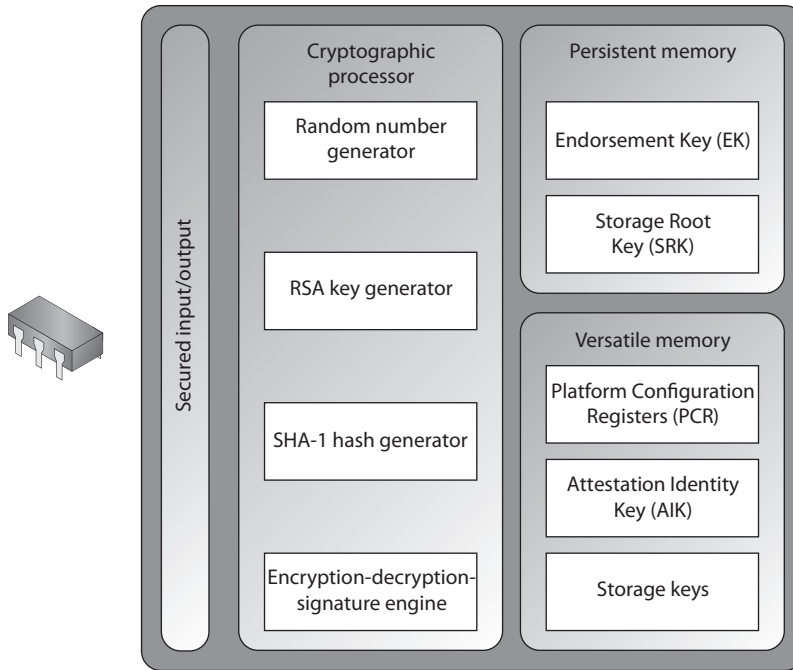 Secured input/output
Cryptographic
processor
Random number
generator
RSA key generator
SHA-1 hash generator
Encryption-decryption-
signature engine
Persistent memory
Endorsement Key (EK)
Storage Root
Key (SRK)
Versatile memory
Platform Configuration
Registers (PCR)
Attestation Identity
Key (AIK)
Storage keys